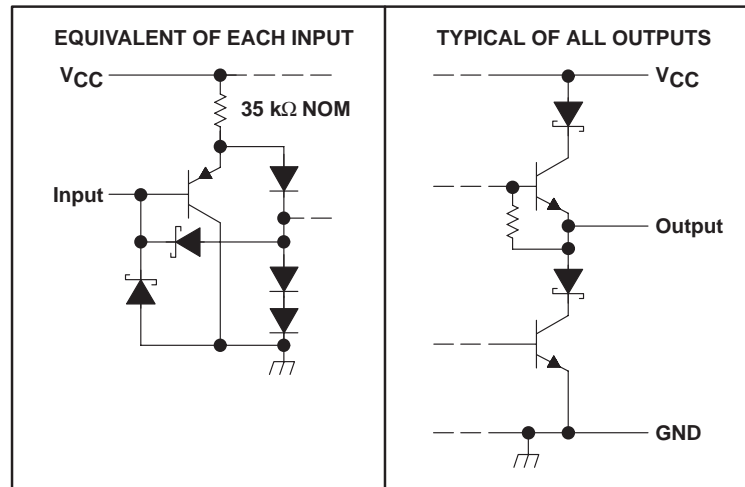 EQUIVALENT OF EACH INPUT
VCC
35 kΩ NOM
Input
TYPICAL OF ALL OUTPUTS
VCC
Output
GND